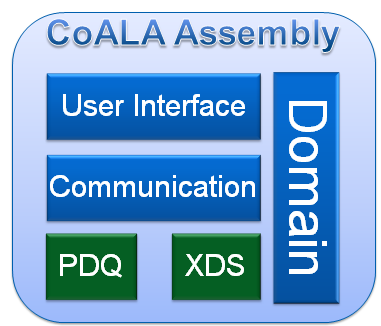 CoALA Assembly
User Interface
Communication
PDQ
XDS
Domain